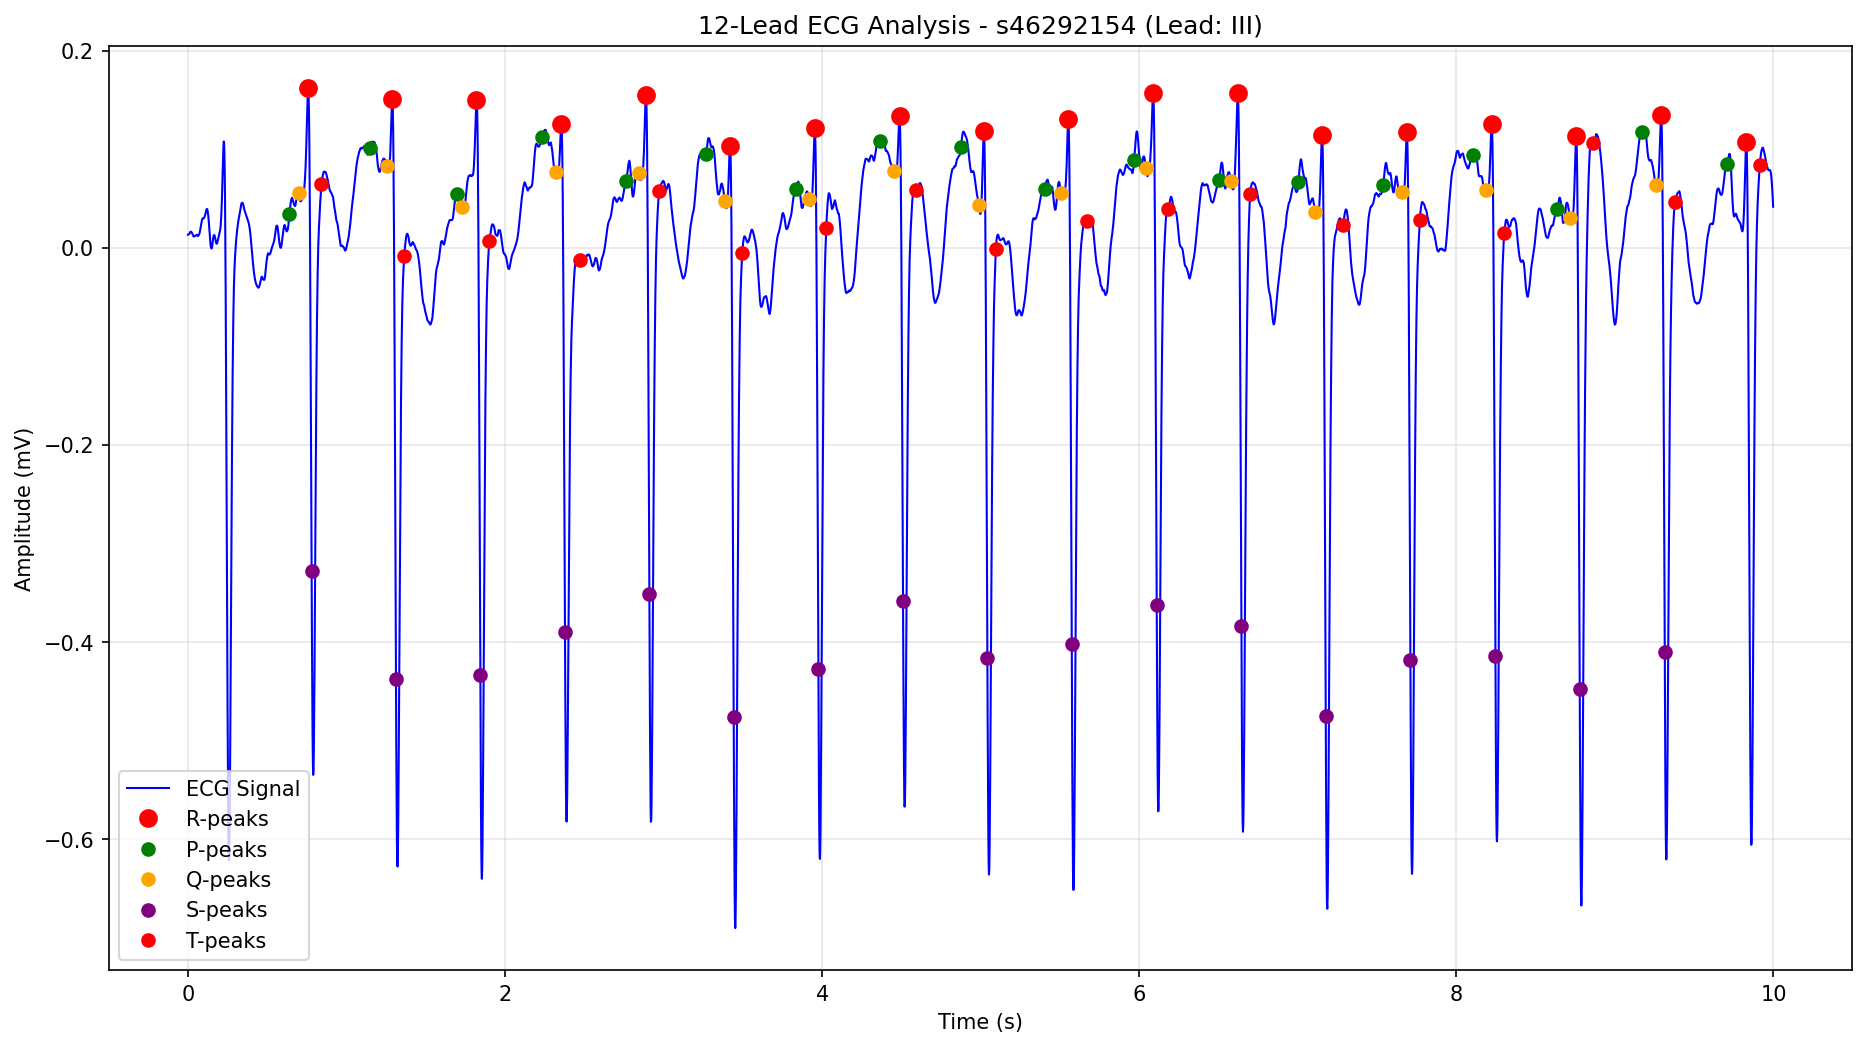 12-Lead ECG Analysis - s46292154 (Lead: III)
0.2
0.0
−0.2
−0.4
−0.6
Amplitude (mV)
ECG Signal
R-peaks
P-peaks
Q-peaks
S-peaks
T-peaks
0 2 4 6 8 10
Time (s)